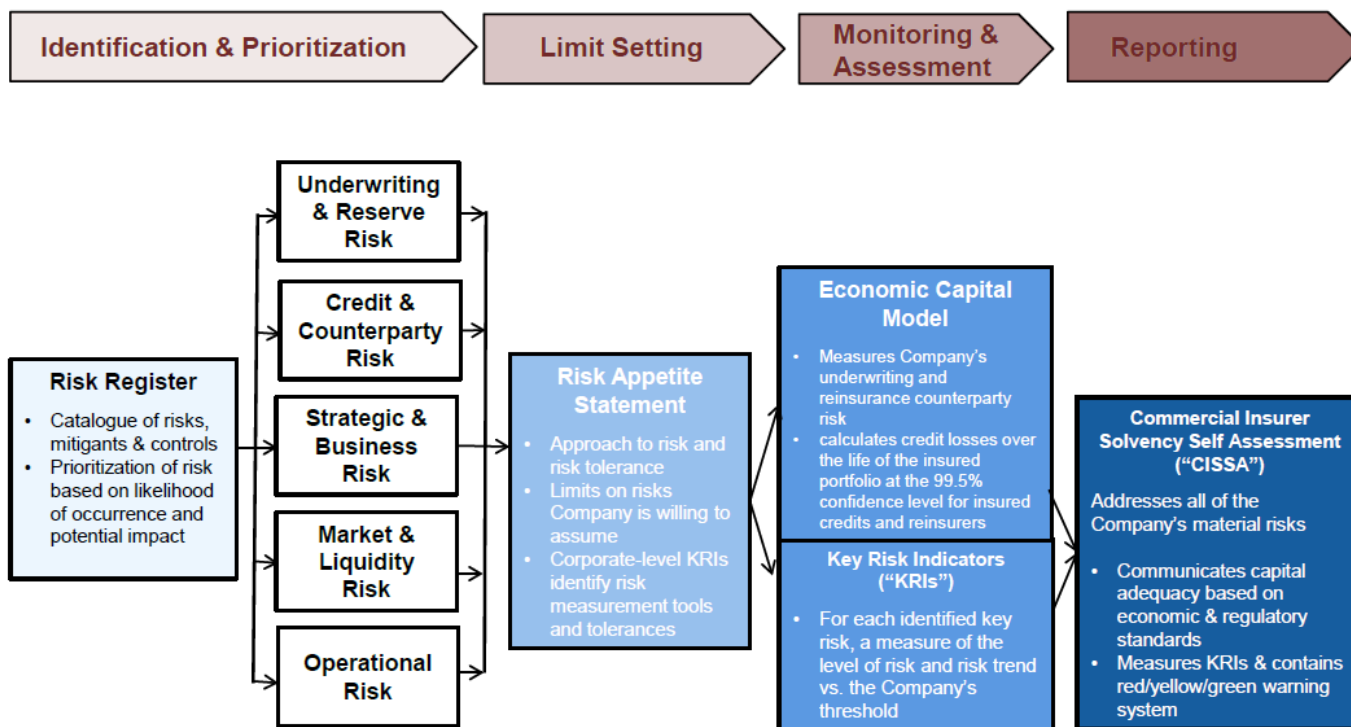 Identification & Prioritization
Limit Setting
Monitoring &
Assessment
Reporting
Risk Register
• Catalogue of risks,
mitigants & controls
• Prioritization of risk
based on likelihood
of occurrence and
potential impact
Underwriting
& Reserve
Risk
Credit &
Counterparty
Risk
Strategic &
Business
Risk
Market &
Liquidity
Risk
Operational
Risk
Risk Appetite
Statement
• Approach to risk and
risk tolerance
• Limits on risks
Company is willing to
assume
• Corporate-level KRIs
identify risk
measurement tools
and tolerances
Economic Capital
Model
• Measures Company's
underwriting and
reinsurance counterparty
risk
• calculates credit losses over
the life of the insured
portfolio at the 99.5%
confidence level for insured
credits and reinsurers
Key Risk Indicators
("KRIs")
• For each identified key
risk, a measure of the
level of risk and risk trend
vs. the Company's
threshold
Commercial Insurer
Solvency Self Assessment
("CISSA")
Addresses all of the
Company's material risks
• Communicates capital
adequacy based on
economic & regulatory
standards
• Measures KRIs & contains
red/yellow/green warning
system